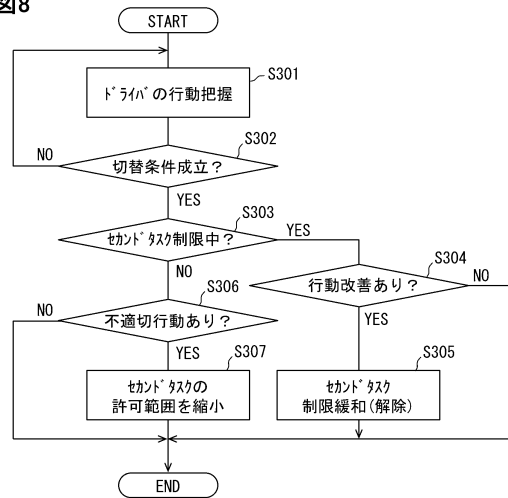 図8
START
S301
ドライバの行動把握
S302
NO
切替条件成立？
YES
S303
セカンドタスク制限中？
YES
NO
S304
行動改善あり？
NO
YES
S306
NO
不適切行動あり？
YES
S307
セカンドタスクの
許可範囲を縮小
S305
セカンドタスク
制限緩和(解除)
END